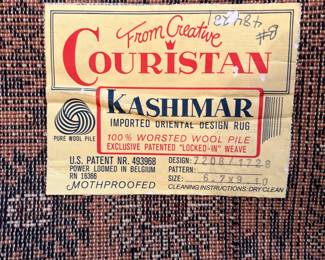 48422
#8
From Creative
COURISTAN
KASHIMAR
IMPORTED ORIENTAL DESIGN RUG
100% WORSTED WOOL PILE
EXCLUSIVE PATENTED "LOCKED-IN" WEAVE
PURE WOOL PILE
U.S. PATENT NR. 493968
POWER LOOMED IN BELGIUM
RN 16366
MOTHPROOFED
DESIGN: 7208/1728
PATTERN:
SIZE: 6.7x9.10
CLEANING INSTRUCTIONS: DRY CLEAN